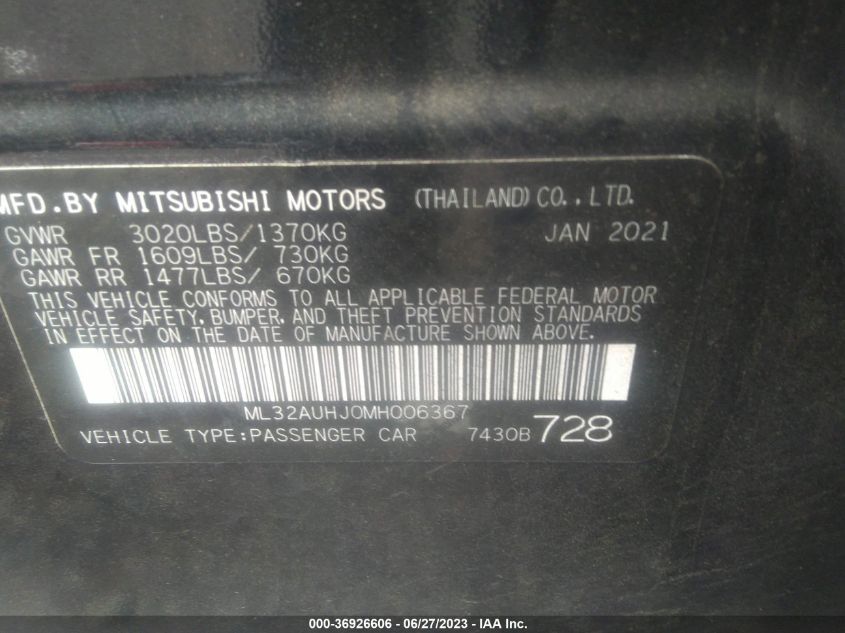 MFD.BY MITSUBISHI MOTORS (THAILAND) CO.,LTD.
GVWR 3020LBS/1370KG JAN 2021
GAWR FR 1609LBS/ 730KG
GAWR RR 1477LBS/ 670KG
THIS VEHICLE CONFORMS TO ALL APPLICABLE FEDERAL MOTOR
VEHICLE SAFETY, BUMPER, AND THEFT PREVENTION STANDARDS
IN EFFECT ON THE DATE OF MANUFACTURE SHOWN ABOVE.
ML32AUHJ0MH006367
VEHICLE TYPE:PASSENGER CAR 7430B 728
000-36926606 - 06/27/2023 - IAA Inc.